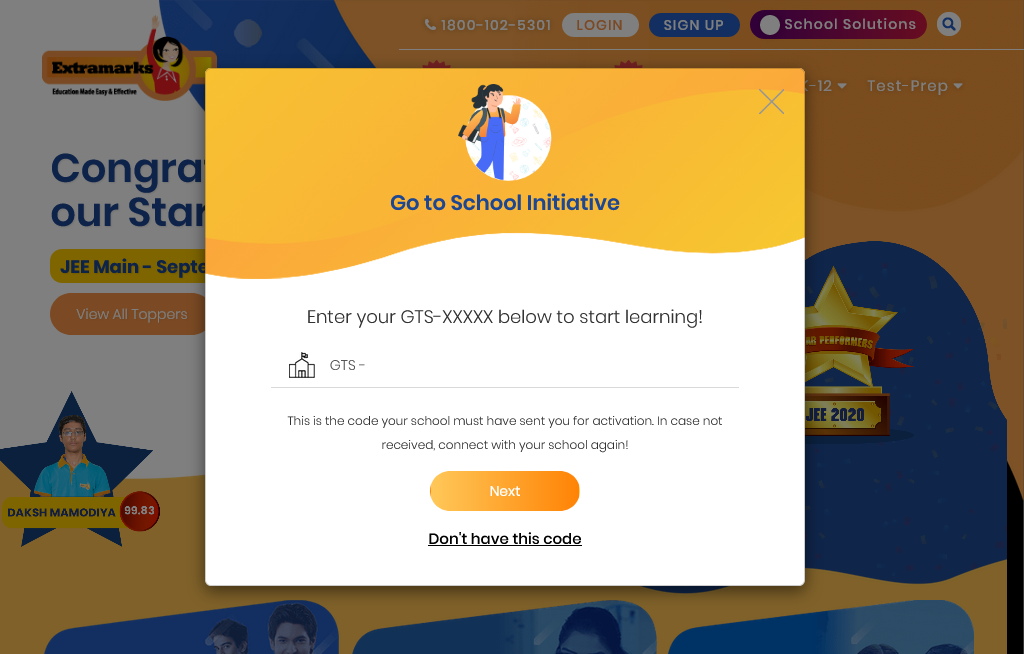 1800-102-5301 LOGIN SIGN UP School Solutions
Extramarks
Education Made Easy & Effective
-12 Test-Prep
our Star
JEE Main -
View All Toppers
Go to School Initiative
Enter your GTS-XXXXX below to start learning!
GTS -
This is the code your school must have sent you for activation. In case not
received, connect with your school again!
Next
Don't have this code
PERFORMERS
JEE 2020
DAKSH MAMODIYA 99.83